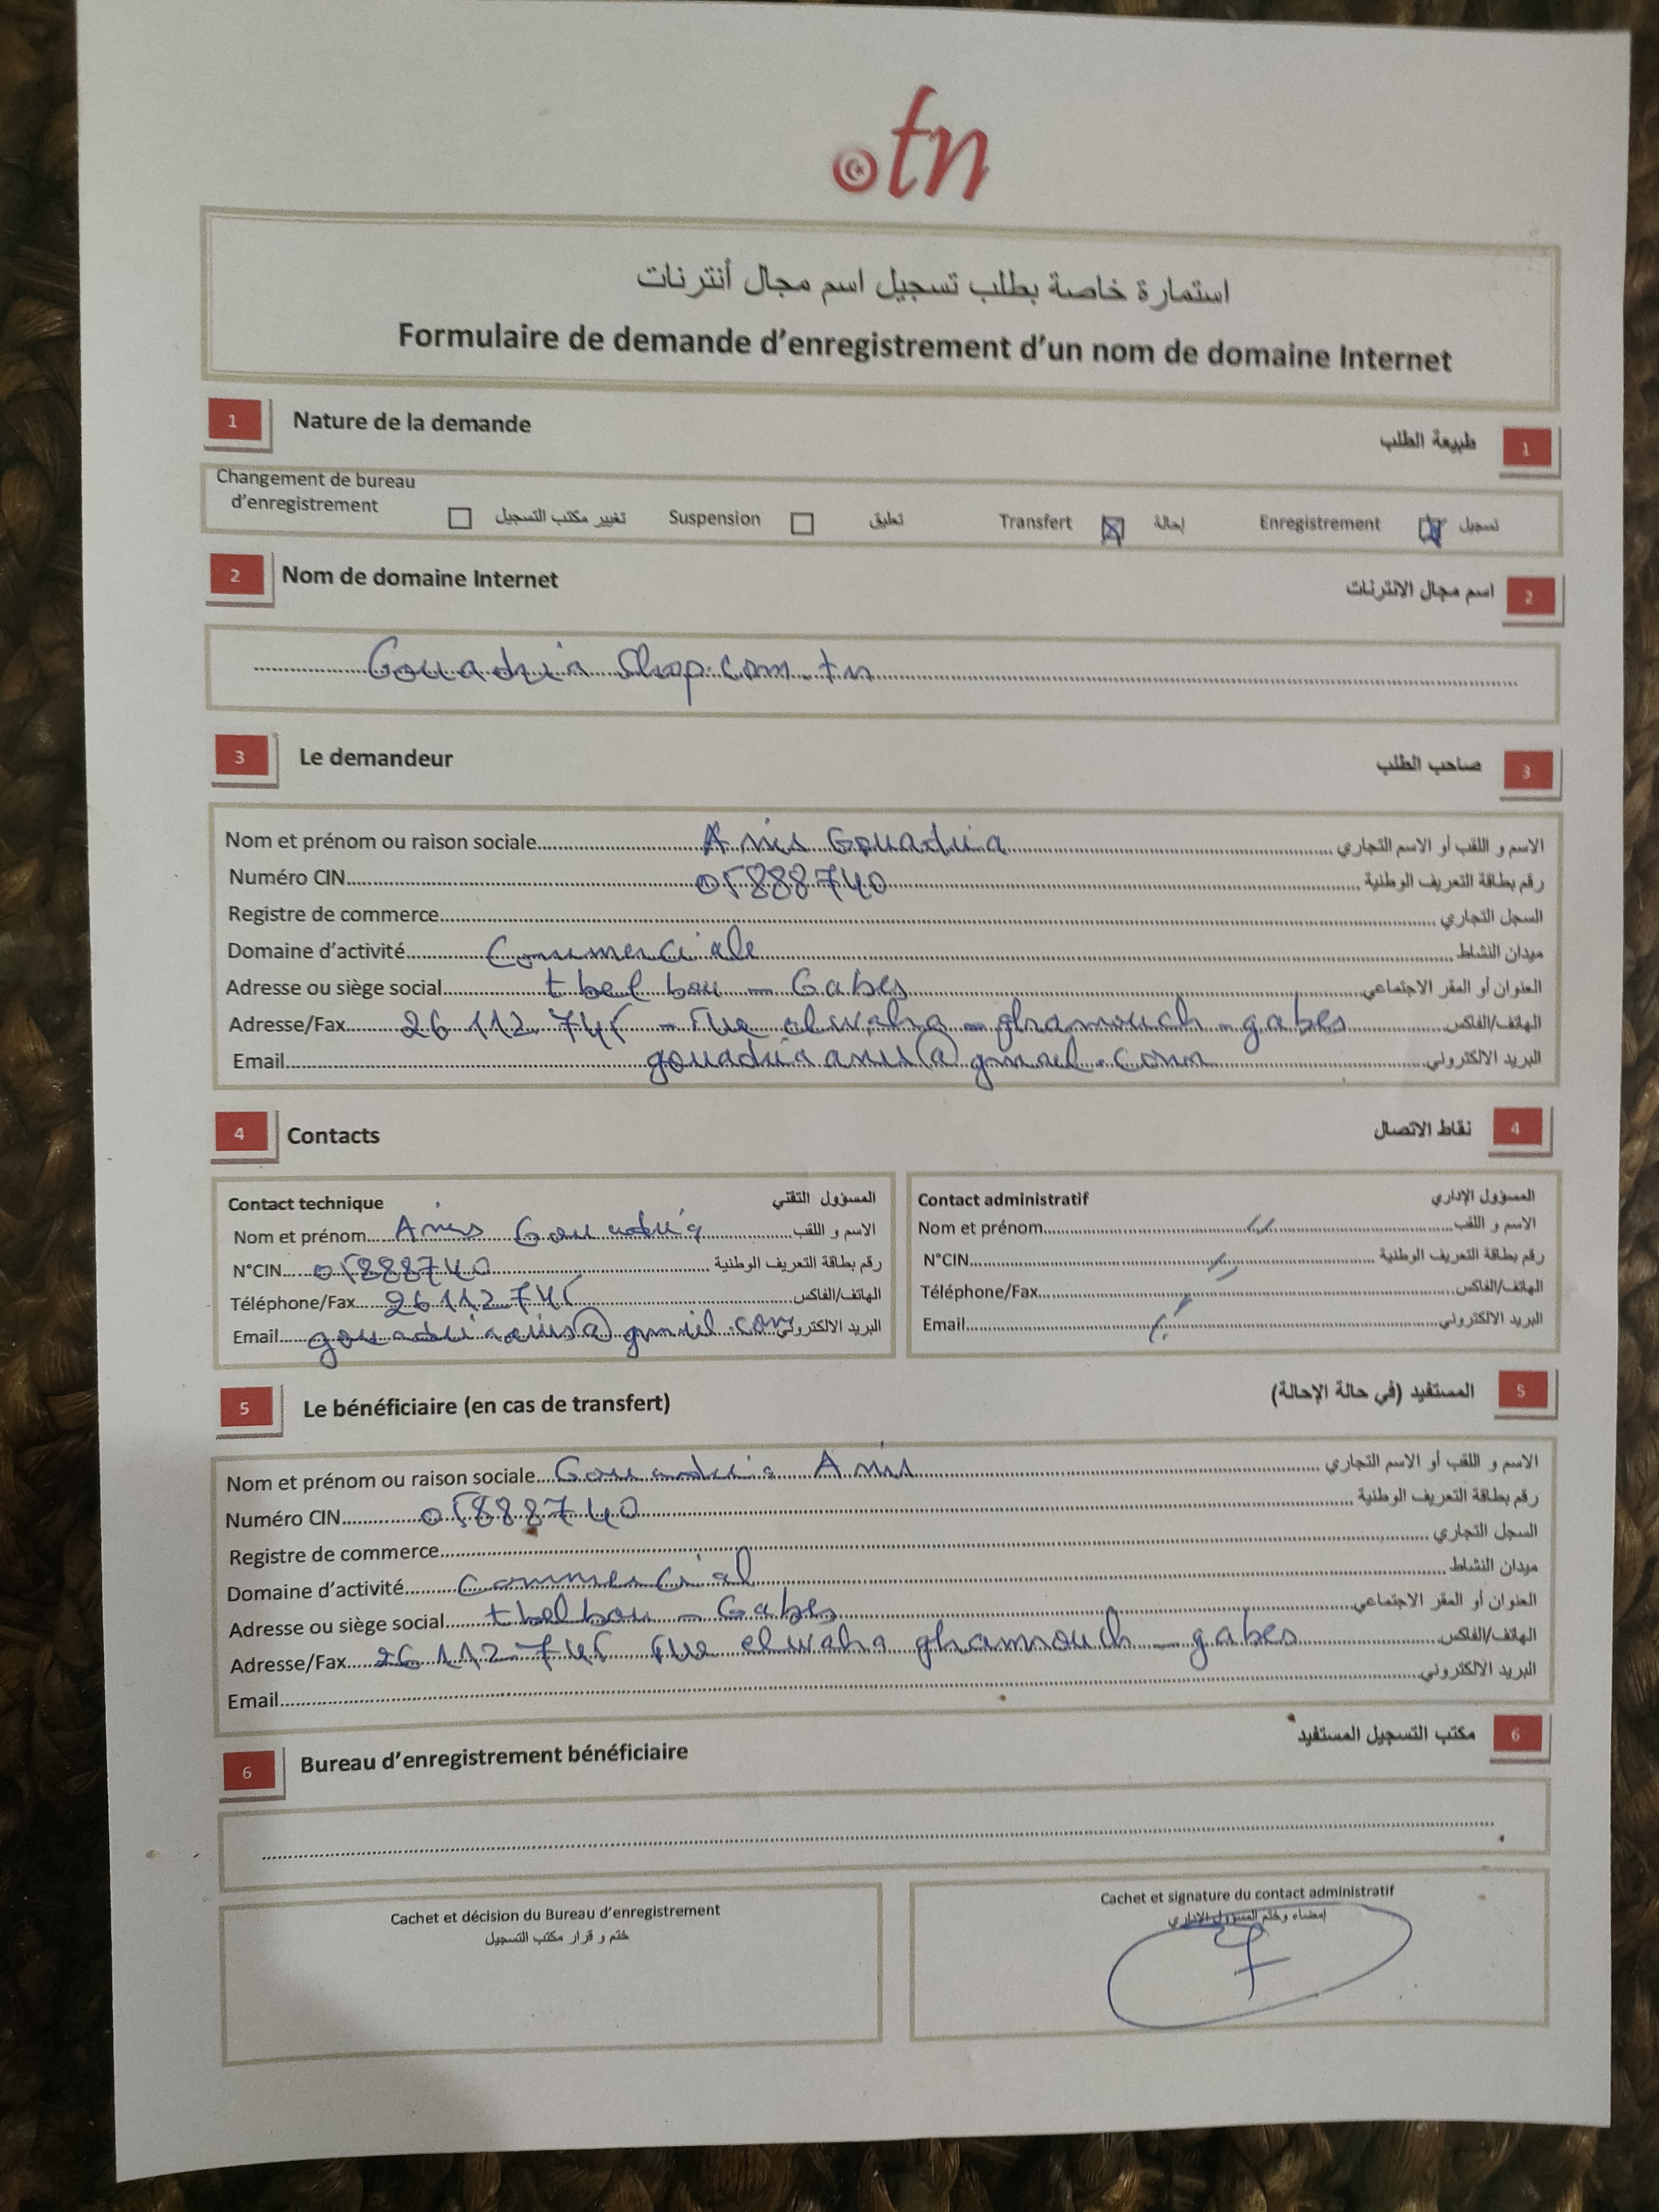 .tn
استمارة خاصة بطلب تسجيل اسم مجال أنترنات
Formulaire de demande d'enregistrement d'un nom de domaine Internet
1 Nature de la demande طبيعة الطلب 1
Changement de bureau d'enregistrement ☐ تغيير مكتب التسجيل Suspension ☐ تعليق Transfert ☒ إحالة Enregistrement ☒ تسجيل
2 Nom de domaine Internet اسم مجال الانترنات 2
Gouadria Shop.com.tn
3 Le demandeur صاحب الطلب 3
Nom et prénom ou raison sociale Anis Gouadria الاسم و اللقب أو الاسم التجاري
Numéro CIN 05888740 رقم بطاقة التعريف الوطنية
Registre de commerce السجل التجاري
Domaine d'activité Commerciale ميدان النشاط
Adresse ou siège social tbelbou - Gabes العنوان أو المقر الاجتماعي
Adresse/Fax 26 112 745 - rue elwaha - ghannouch - gabes الهاتف/الفاكس
Email gouadriaanis@gmail.com البريد الالكتروني
4 Contacts نقاط الاتصال 4
Contact technique المسؤول التقني
Nom et prénom Anis Gouadria الاسم و اللقب
N°CIN 05888740 رقم بطاقة التعريف الوطنية
Téléphone/Fax 26112745 الهاتف/الفاكس
Email gouadriaanis@gmail.com البريد الالكتروني
Contact administratif المسؤول الإداري
Nom et prénom // الاسم و اللقب
N°CIN // رقم بطاقة التعريف الوطنية
Téléphone/Fax الهاتف/الفاكس
Email // البريد الالكتروني
5 Le bénéficiaire (en cas de transfert) المستفيد (في حالة الإحالة) 5
Nom et prénom ou raison sociale Gouadria Anis الاسم و اللقب أو الاسم التجاري
Numéro CIN 05888740 رقم بطاقة التعريف الوطنية
Registre de commerce السجل التجاري
Domaine d'activité commercial ميدان النشاط
Adresse ou siège social tbelbou - Gabes العنوان أو المقر الاجتماعي
Adresse/Fax 26 112 745 rue elwaha ghannouch - gabes الهاتف/الفاكس
Email البريد الالكتروني
6 Bureau d'enregistrement bénéficiaire مكتب التسجيل المستفيد 6
Cachet et décision du Bureau d'enregistrement
ختم و قرار مكتب التسجيل
Cachet et signature du contact administratif
إمضاء وختم المسؤول الإداري